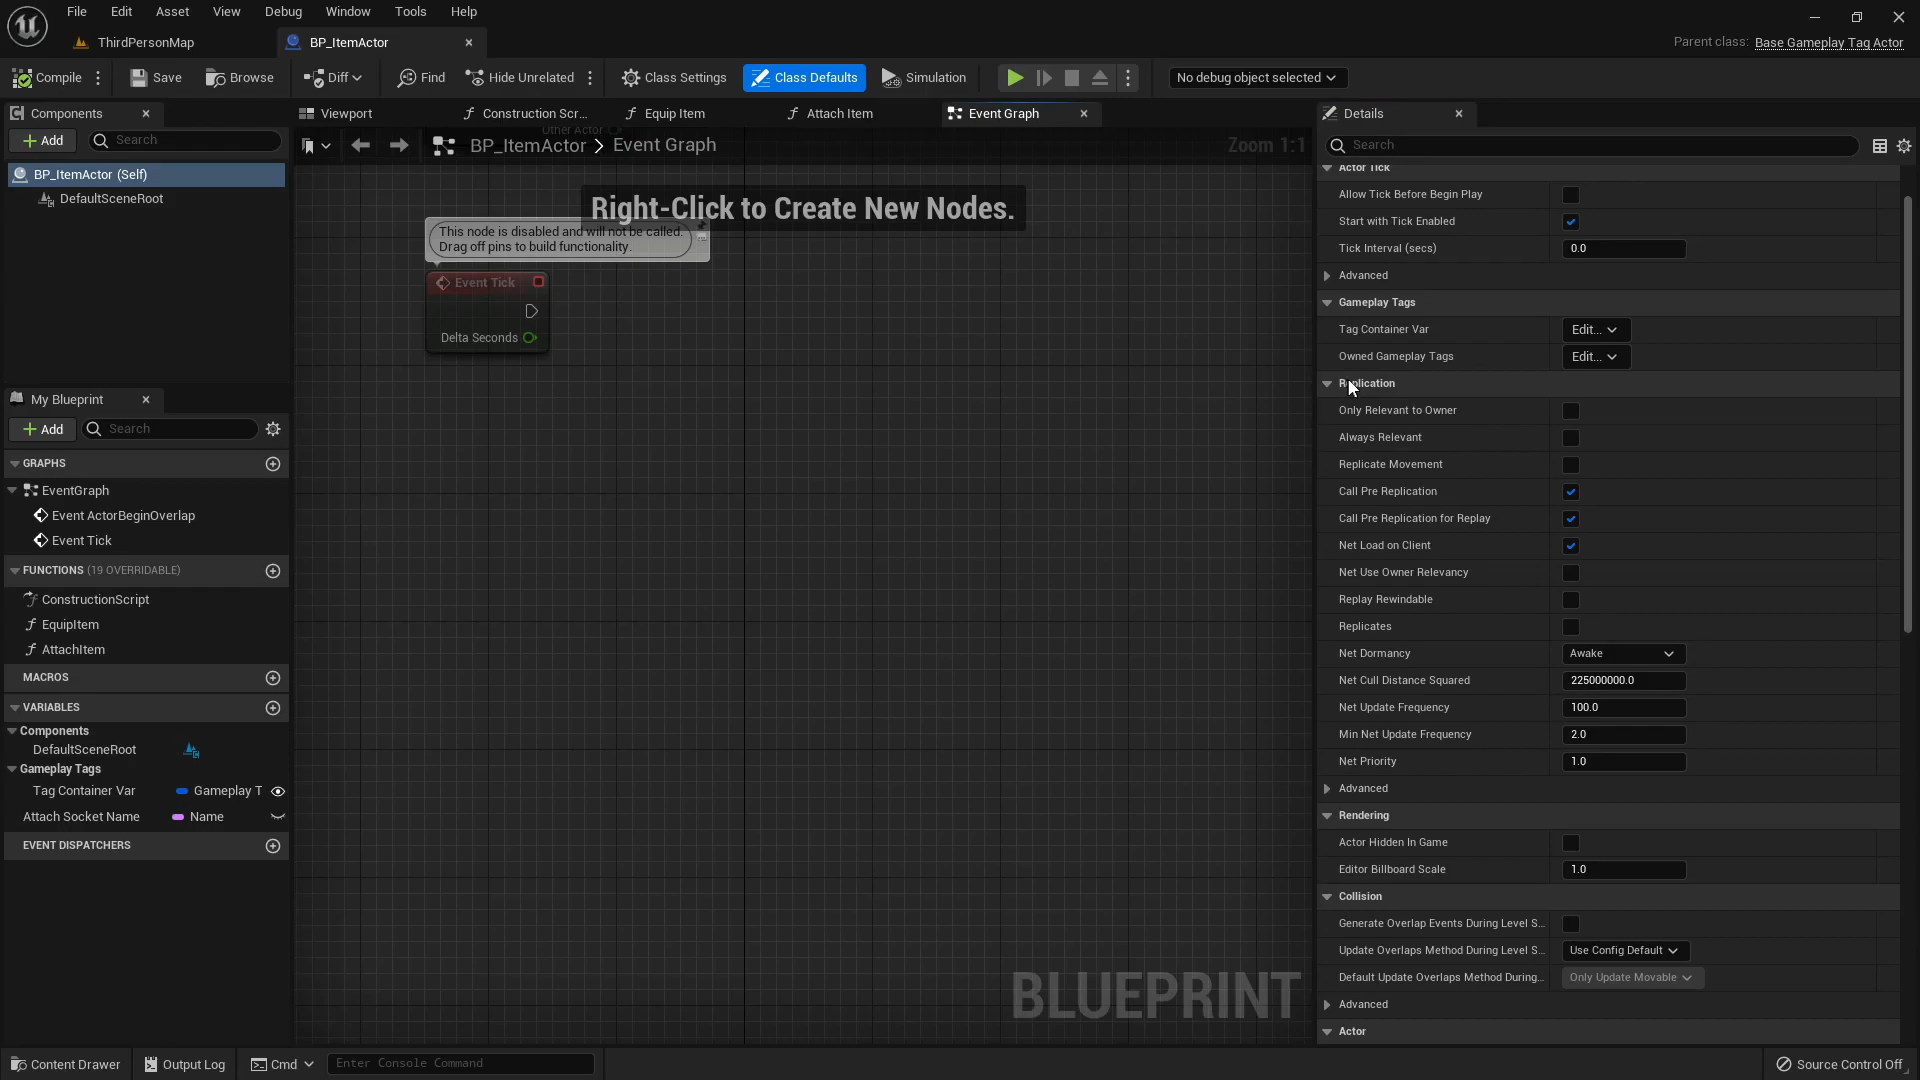 File Edit Asset View Debug Window Tools Help
ThirdPersonMap
BP_ItemActor
Parent class: Base Gameplay Tag Actor
Compile
Save
Browse
Diff
Find
Hide Unrelated
Class Settings
Class Defaults
Simulation
No debug object selected
Components
Add
Search
BP_ItemActor (Self)
DefaultSceneRoot
My Blueprint
Add
Search
GRAPHS
EventGraph
Event ActorBeginOverlap
Event Tick
FUNCTIONS (19 OVERRIDABLE)
ConstructionScript
EquipItem
AttachItem
MACROS
VARIABLES
Components
DefaultSceneRoot
Gameplay Tags
Tag Container Var Gameplay T
Attach Socket Name Name
EVENT DISPATCHERS
Viewport
Construction Scr...
Equip Item
Attach Item
Event Graph
Other Actor
BP_ItemActor > Event Graph
Zoom 1:1
Right-Click to Create New Nodes.
This node is disabled and will not be called.
Drag off pins to build functionality.
Event Tick
Delta Seconds
BLUEPRINT
Details
Search
Actor Tick
Allow Tick Before Begin Play
Start with Tick Enabled
Tick Interval (secs) 0.0
Advanced
Gameplay Tags
Tag Container Var Edit...
Owned Gameplay Tags Edit...
Replication
Only Relevant to Owner
Always Relevant
Replicate Movement
Call Pre Replication
Call Pre Replication for Replay
Net Load on Client
Net Use Owner Relevancy
Replay Rewindable
Replicates
Net Dormancy Awake
Net Cull Distance Squared 225000000.0
Net Update Frequency 100.0
Min Net Update Frequency 2.0
Net Priority 1.0
Advanced
Rendering
Actor Hidden In Game
Editor Billboard Scale 1.0
Collision
Generate Overlap Events During Level S...
Update Overlaps Method During Level S... Use Config Default
Default Update Overlaps Method During... Only Update Movable
Advanced
Actor
Content Drawer
Output Log
Cmd
Enter Console Command
Source Control Off